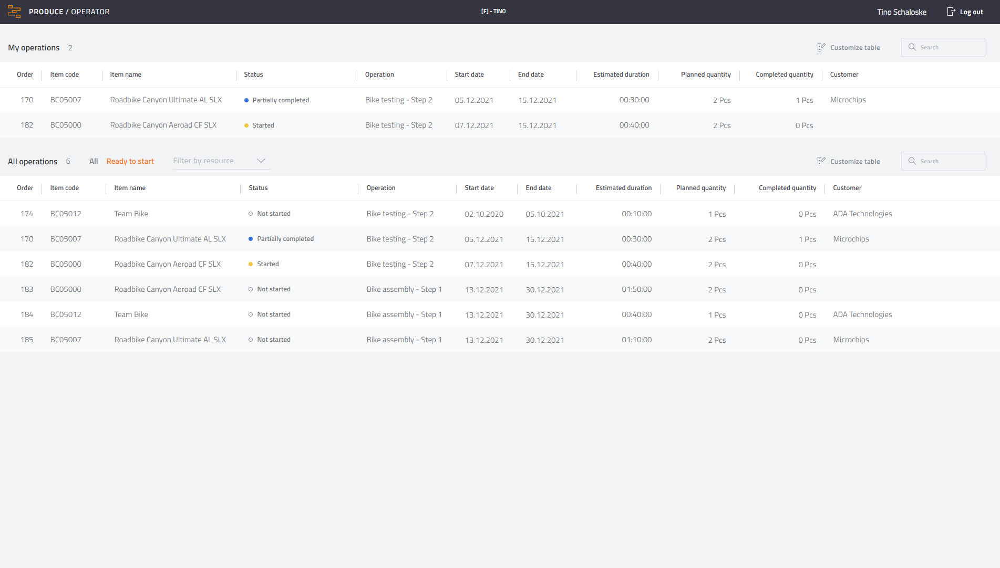 PRODUCE / OPERATOR [F] - TINO Tino Schaloske Log out
My operations 2 Customize table Search
Order Item code Item name Status Operation Start date End date Estimated duration Planned quantity Completed quantity Customer
170 BC05007 Roadbike Canyon Ultimate AL SLX Partially completed Bike testing - Step 2 05.12.2021 15.12.2021 00:30:00 2 Pcs 1 Pcs Microchips
182 BC05000 Roadbike Canyon Aeroad CF SLX Started Bike testing - Step 2 07.12.2021 15.12.2021 00:40:00 2 Pcs 0 Pcs
All operations 6 All Ready to start Filter by resource Customize table Search
Order Item code Item name Status Operation Start date End date Estimated duration Planned quantity Completed quantity Customer
174 BC05012 Team Bike Not started Bike testing - Step 2 02.10.2020 05.10.2021 00:10:00 1 Pcs 0 Pcs ADA Technologies
170 BC05007 Roadbike Canyon Ultimate AL SLX Partially completed Bike testing - Step 2 05.12.2021 15.12.2021 00:30:00 2 Pcs 1 Pcs Microchips
182 BC05000 Roadbike Canyon Aeroad CF SLX Started Bike testing - Step 2 07.12.2021 15.12.2021 00:40:00 2 Pcs 0 Pcs
183 BC05000 Roadbike Canyon Aeroad CF SLX Not started Bike assembly - Step 1 13.12.2021 30.12.2021 01:50:00 2 Pcs 0 Pcs
184 BC05012 Team Bike Not started Bike assembly - Step 1 13.12.2021 30.12.2021 00:40:00 1 Pcs 0 Pcs ADA Technologies
185 BC05007 Roadbike Canyon Ultimate AL SLX Not started Bike assembly - Step 1 13.12.2021 30.12.2021 01:10:00 2 Pcs 0 Pcs Microchips